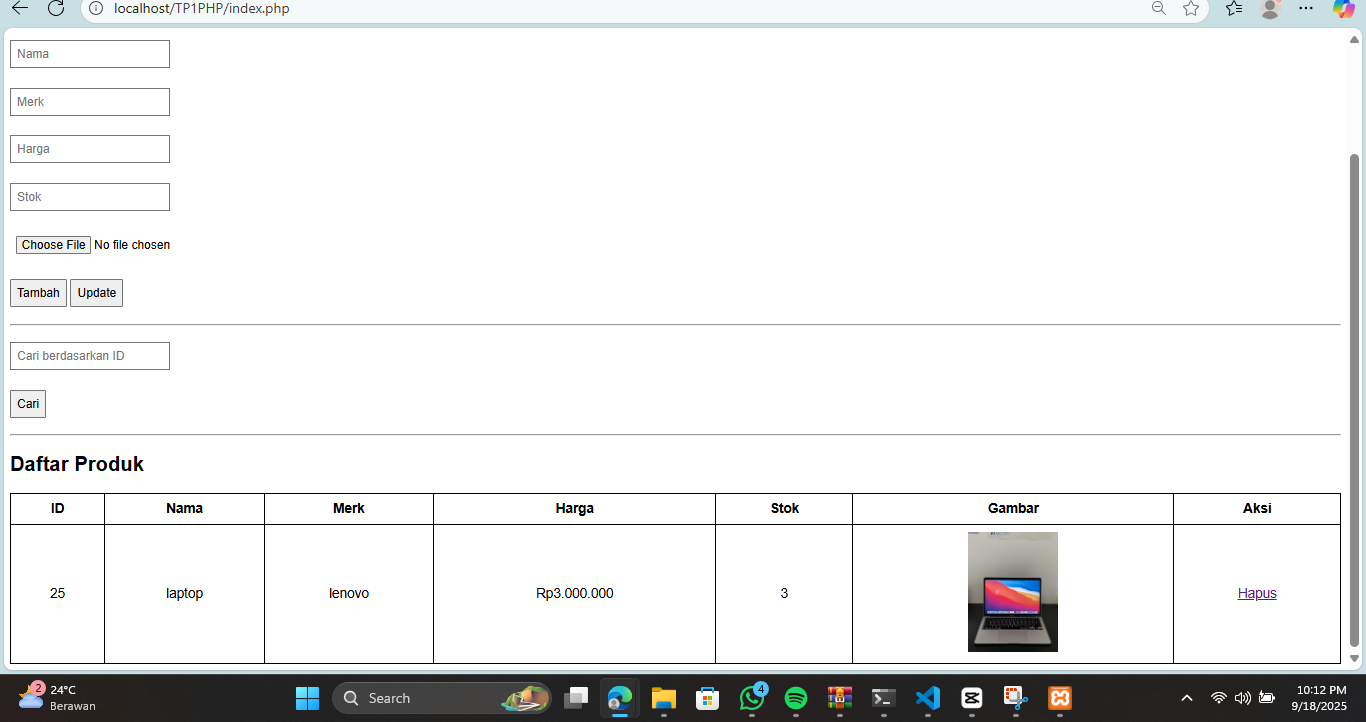 localhost/TP1PHP/index.php
Nama
Merk
Harga
Stok
Choose File No file chosen
Tambah Update
Cari berdasarkan ID
Cari
Daftar Produk
ID Nama Merk Harga Stok Gambar Aksi
25 laptop lenovo Rp3.000.000 3 Hapus
2 24°C
Berawan
Search
4
10:12 PM
9/18/2025